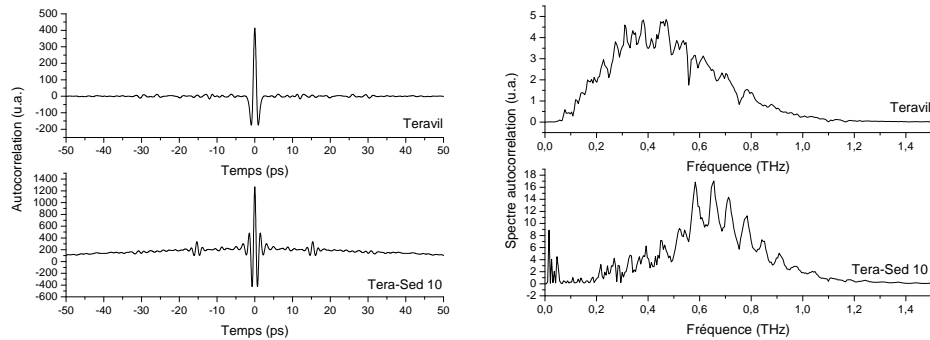 Autocorrelation (u.a.)
500
400
300
200
100
0
-100
-200
Teravil
-50 -40 -30 -20 -10 0 10 20 30 40 50
Temps (ps)
1400
1200
1000
800
600
400
200
0
-200
-400
-600
Tera-Sed 10
-50 -40 -30 -20 -10 0 10 20 30 40 50
Temps (ps)
Spectre autocorrelation (u.a.)
5
4
3
2
1
0
Teravil
0,0 0,2 0,4 0,6 0,8 1,0 1,2 1,4
Fréquence (THz)
18
16
14
12
10
8
6
4
2
0
-2
Tera-Sed 10
0,0 0,2 0,4 0,6 0,8 1,0 1,2 1,4
Fréquence (THz)